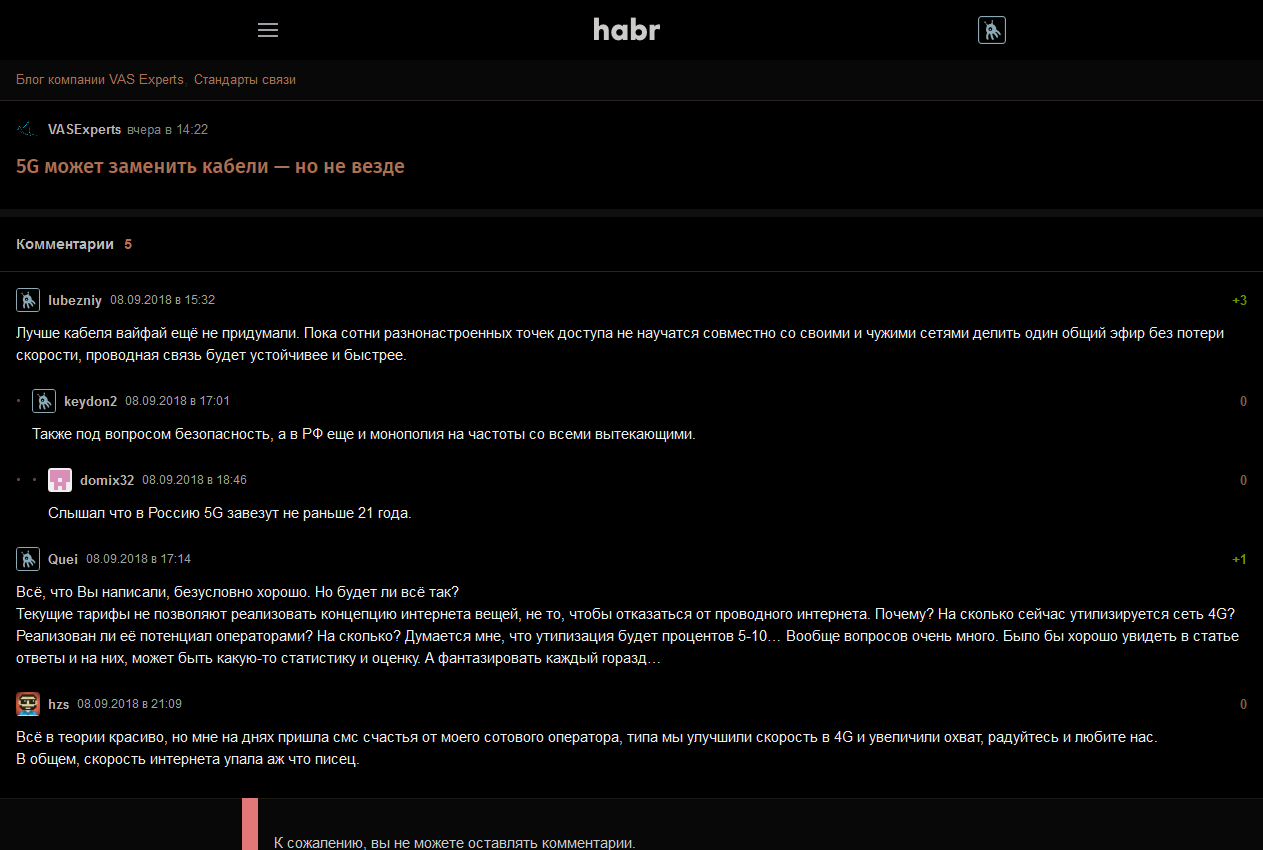 habr
Блог компании VAS Experts, Стандарты связи
VASExperts вчера в 14:22
5G может заменить кабели — но не везде
Комментарии 5
lubezniy 08.09.2018 в 15:32 +3
Лучше кабеля вайфай ещё не придумали. Пока сотни разнонастроенных точек доступа не научатся совместно со своими и чужими сетями делить один общий эфир без потери
скорости, проводная связь будет устойчивее и быстрее.
keydon2 08.09.2018 в 17:01 0
Также под вопросом безопасность, а в РФ еще и монополия на частоты со всеми вытекающими.
domix32 08.09.2018 в 18:46 0
Слышал что в Россию 5G завезут не раньше 21 года.
Quei 08.09.2018 в 17:14 +1
Всё, что Вы написали, безусловно хорошо. Но будет ли всё так?
Текущие тарифы не позволяют реализовать концепцию интернета вещей, не то, чтобы отказаться от проводного интернета. Почему? На сколько сейчас утилизируется сеть 4G?
Реализован ли её потенциал операторами? На сколько? Думается мне, что утилизация будет процентов 5-10… Вообще вопросов очень много. Было бы хорошо увидеть в статье
ответы и на них, может быть какую-то статистику и оценку. А фантазировать каждый горазд…
hzs 08.09.2018 в 21:09 0
Всё в теории красиво, но мне на днях пришла смс счастья от моего сотового оператора, типа мы улучшили скорость в 4G и увеличили охват, радуйтесь и любите нас.
В общем, скорость интернета упала аж что писец.
К сожалению, вы не можете оставлять комментарии.